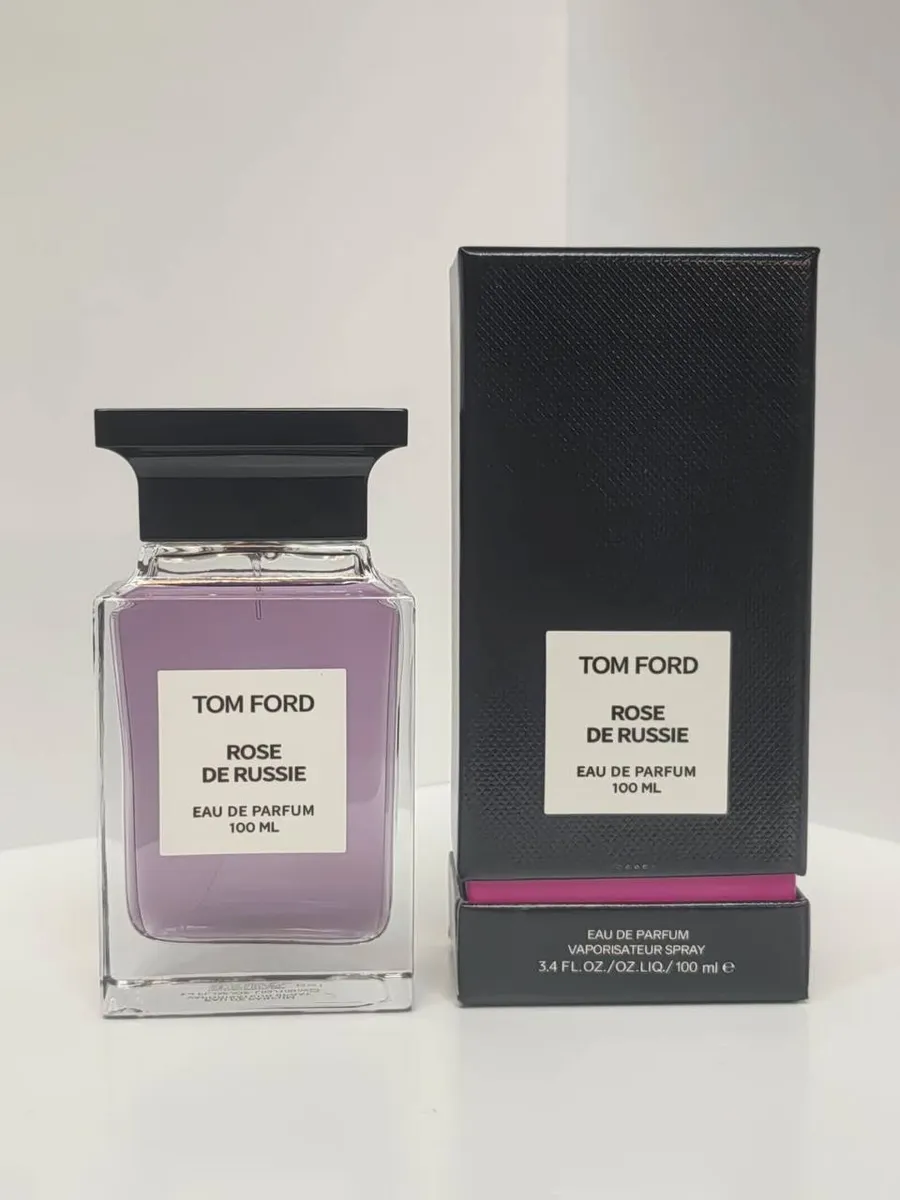 TOM FORD
ROSE
DE RUSSIE
EAU DE PARFUM
100 ML
TOM FORD
ROSE
DE RUSSIE
EAU DE PARFUM
100 ML
EAU DE PARFUM
VAPORISATEUR SPRAY
3.4 FL.OZ./OZ.LIQ./ 100 ml ℮